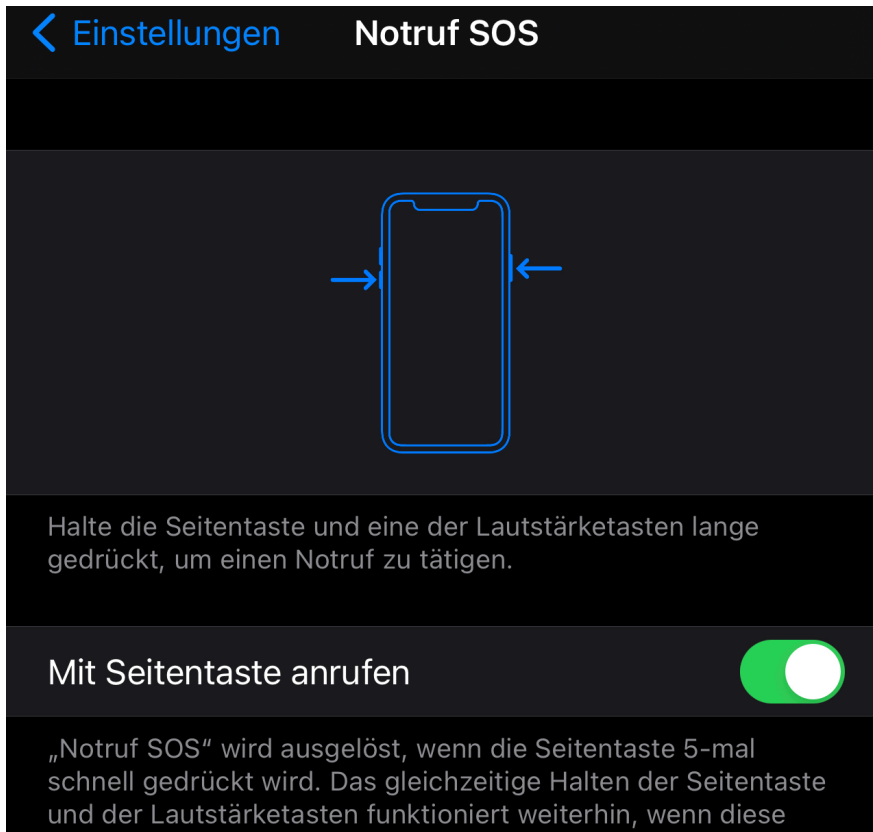 Einstellungen Notruf SOS
Halte die Seitentaste und eine der Lautstärketasten lange
gedrückt, um einen Notruf zu tätigen.
Mit Seitentaste anrufen
„Notruf SOS“ wird ausgelöst, wenn die Seitentaste 5-mal
schnell gedrückt wird. Das gleichzeitige Halten der Seitentaste
und der Lautstärketasten funktioniert weiterhin, wenn diese